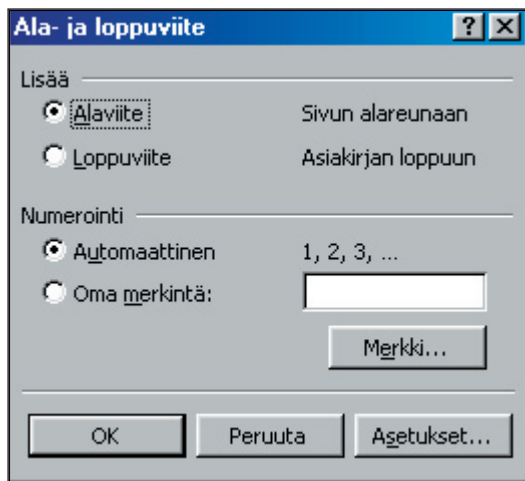 Ala- ja loppuviite
Lisää
Alaviite Sivun alareunaan
Loppuviite Asiakirjan loppuun
Numerointi
Automaattinen 1, 2, 3, ...
Oma merkintä:
Merkki...
OK Peruuta Asetukset...